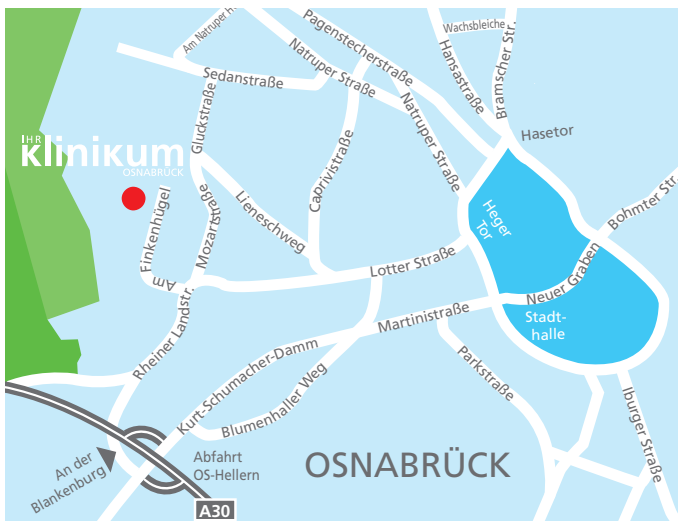 Am Natruper H
Pagenstecherstraße
Wachsbleiche
Hansastraße
Bramscher Str.
Natruper Straße
Sedanstraße
Natruper Straße
Hasetor
Gluckstraße
IHR
Klinikum
OSNABRÜCK
Caprivistraße
Lieneschweg
Mozartstraße
Am Finkenhügel
Heger
Tor
Bohmter Str.
Lotter Straße
Neuer Graben
Rheiner Landstr.
Martinistraße
Stadt-
halle
Kurt-Schumacher-Damm
Parkstraße
Blumenhaller Weg
Iburger Straße
An der
Blankenburg
Abfahrt
OS-Hellern
OSNABRÜCK
A30